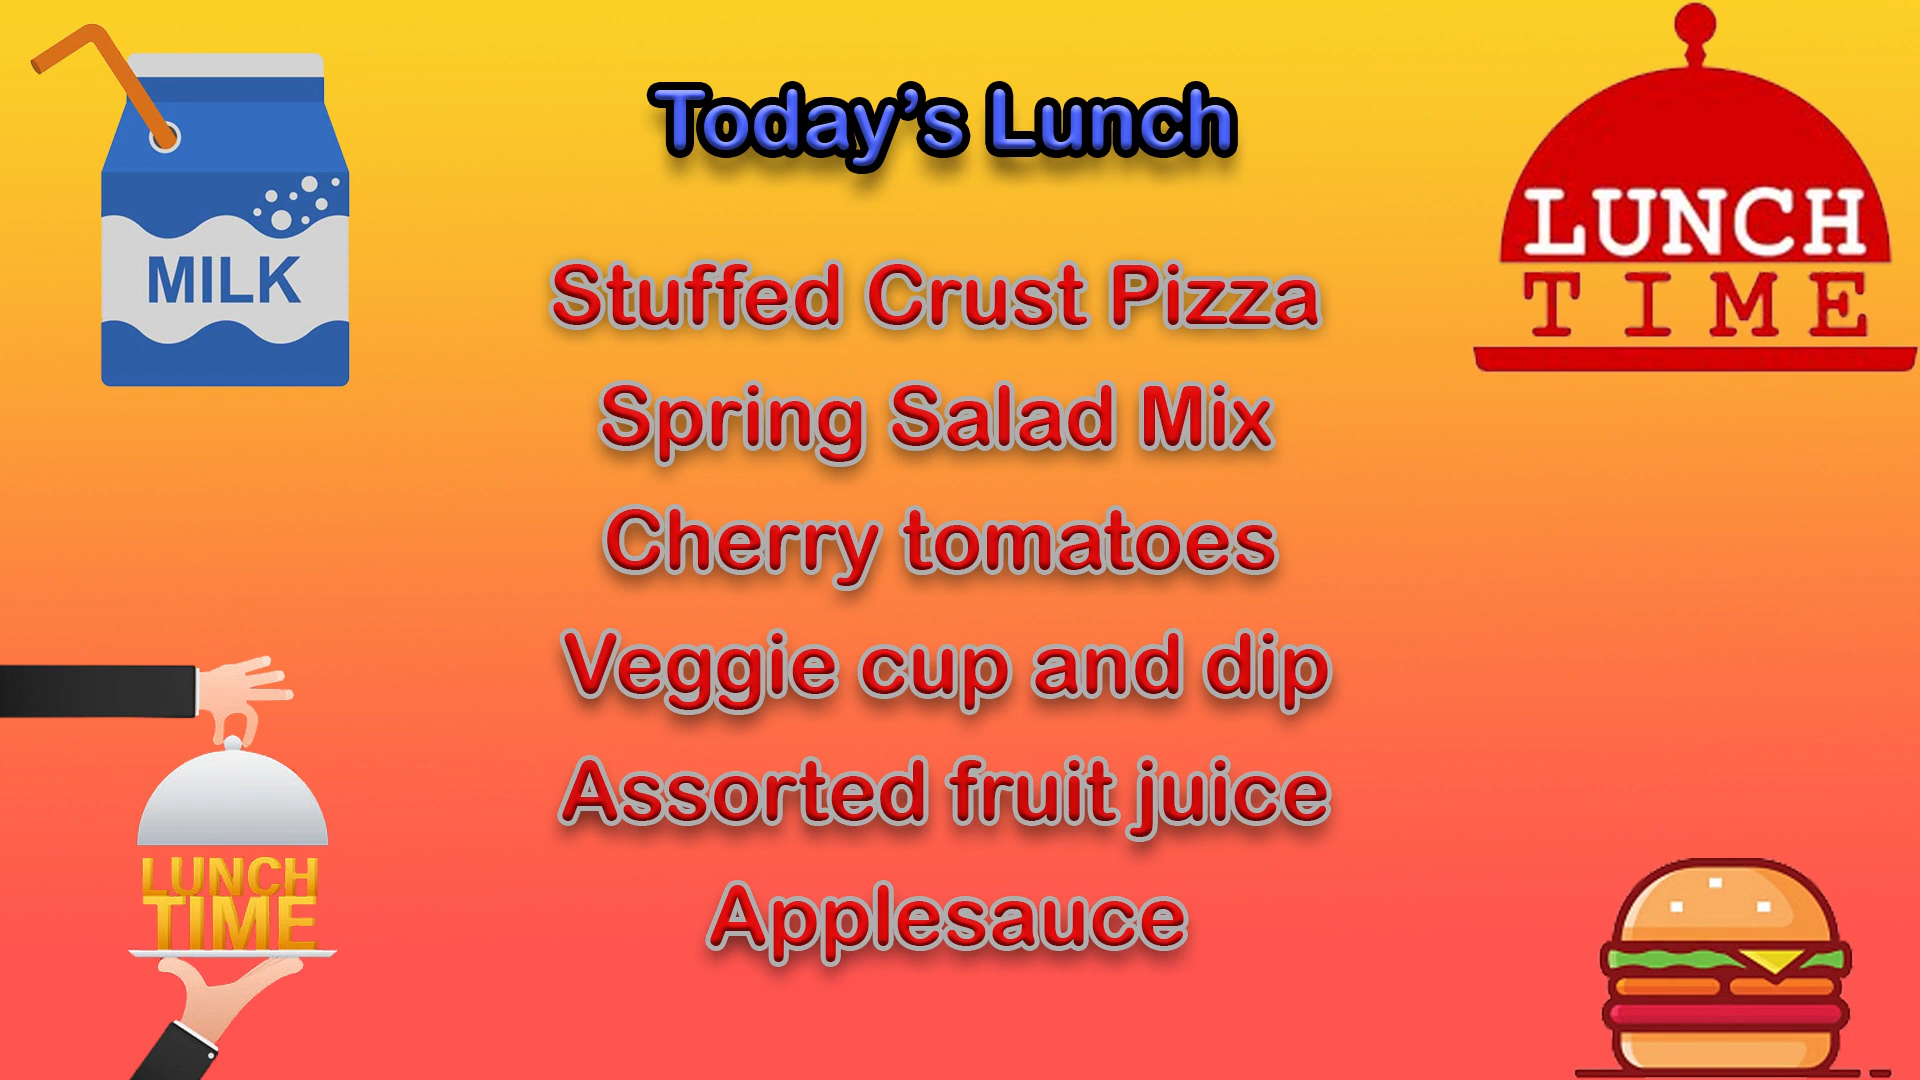 Today’s Lunch
Stuffed Crust Pizza
Spring Salad Mix
Cherry tomatoes
Veggie cup and dip
Assorted fruit juice
Applesauce
MILK
LUNCH
TIME
LUNCH
TIME